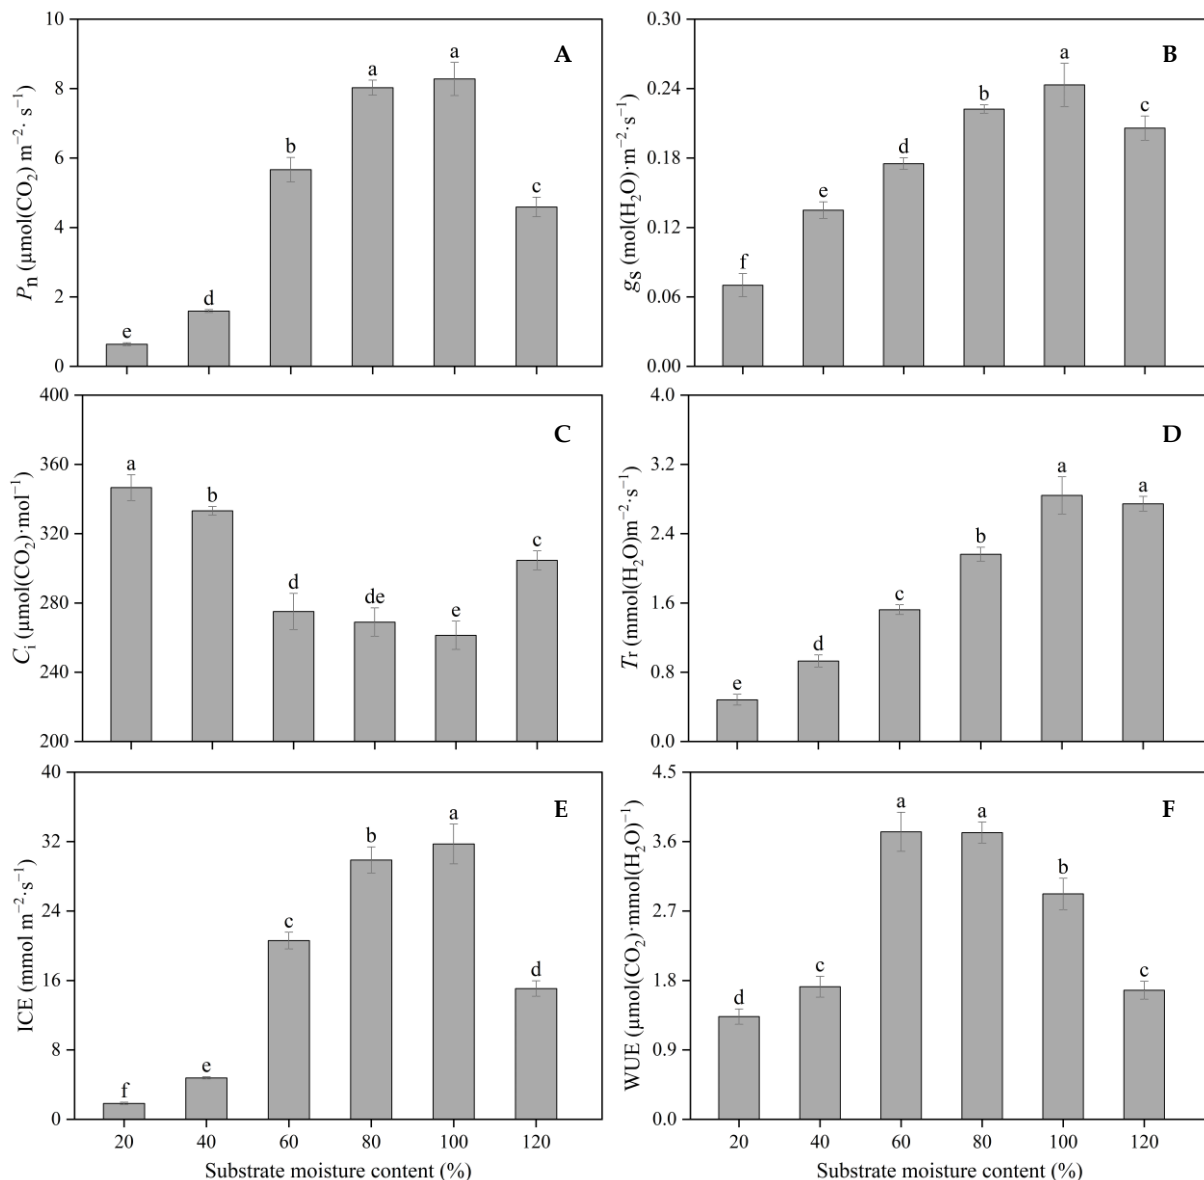 A
Pn (μmol(CO₂) m⁻²· s⁻¹)
10
8
6
4
2
0
e
d
b
a
a
c
B
gs (mol(H₂O)·m⁻²·s⁻¹)
0.30
0.24
0.18
0.12
0.06
0.00
f
e
d
b
a
c
C
Ci (μmol(CO₂)·mol⁻¹)
400
360
320
280
240
200
a
b
d
de
e
c
D
Tr (mmol(H₂O)m⁻²·s⁻¹)
4.0
3.2
2.4
1.6
0.8
0.0
e
d
c
b
a
a
E
ICE (mmol m⁻²·s⁻¹)
40
32
24
16
8
0
f
e
c
b
a
d
20 40 60 80 100 120
Substrate moisture content (%)
F
WUE (μmol(CO₂)·mmol(H₂O)⁻¹)
4.5
3.6
2.7
1.8
0.9
0.0
d
c
a
a
b
c
20 40 60 80 100 120
Substrate moisture content (%)